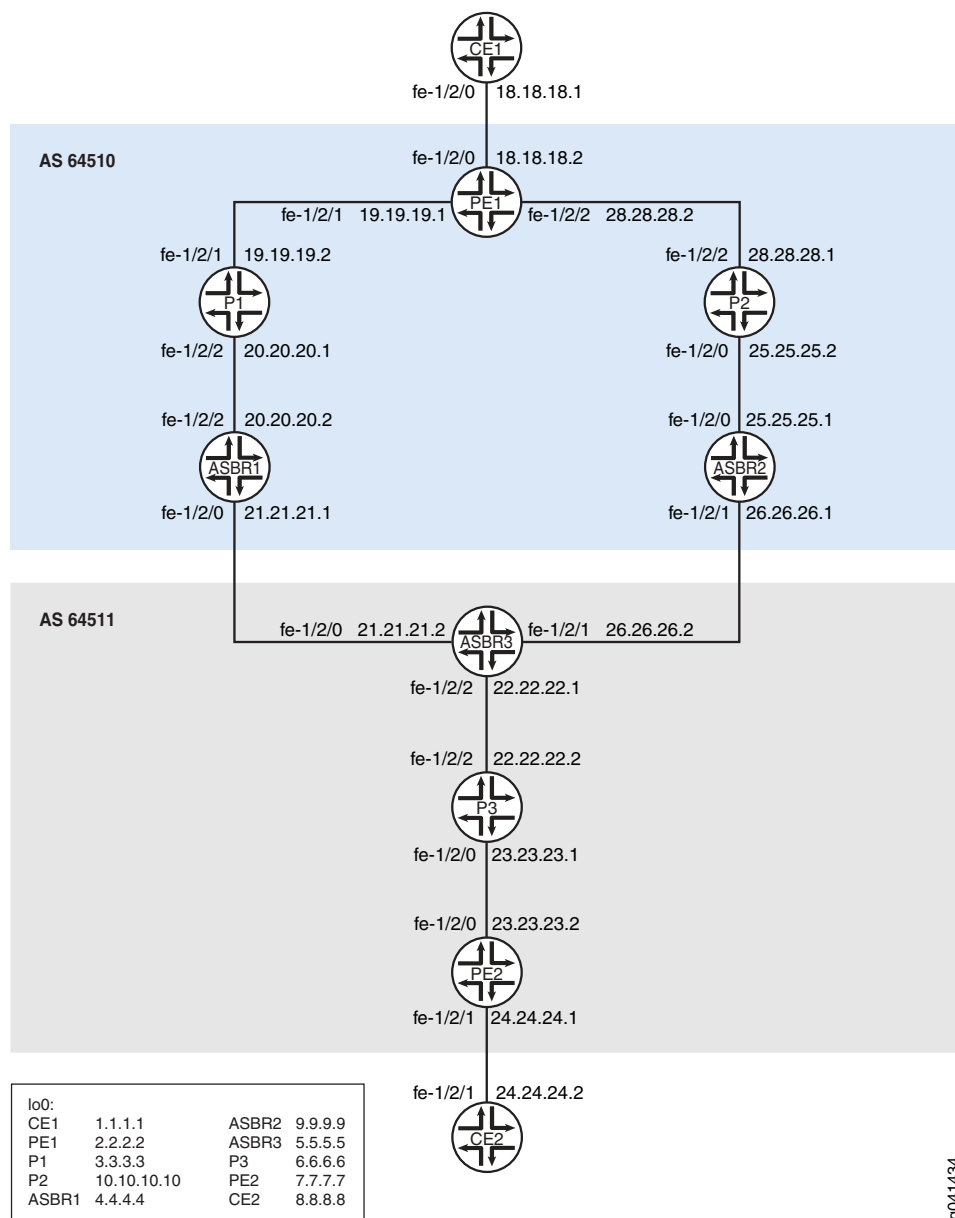 CE1
fe-1/2/0 18.18.18.1
AS 64510
fe-1/2/0 18.18.18.2
PE1
fe-1/2/1 19.19.19.1 fe-1/2/2 28.28.28.2
fe-1/2/1 19.19.19.2 fe-1/2/2 28.28.28.1
P1 P2
fe-1/2/2 20.20.20.1 fe-1/2/0 25.25.25.2
fe-1/2/2 20.20.20.2 fe-1/2/0 25.25.25.1
ASBR1 ASBR2
fe-1/2/0 21.21.21.1 fe-1/2/1 26.26.26.1
AS 64511
fe-1/2/0 21.21.21.2 fe-1/2/1 26.26.26.2
ASBR3
fe-1/2/2 22.22.22.1
fe-1/2/2 22.22.22.2
P3
fe-1/2/0 23.23.23.1
fe-1/2/0 23.23.23.2
PE2
fe-1/2/1 24.24.24.1
fe-1/2/1 24.24.24.2
CE2
lo0:
CE1 1.1.1.1 ASBR2 9.9.9.9
PE1 2.2.2.2 ASBR3 5.5.5.5
P1 3.3.3.3 P3 6.6.6.6
P2 10.10.10.10 PE2 7.7.7.7
ASBR1 4.4.4.4 CE2 8.8.8.8
g041434